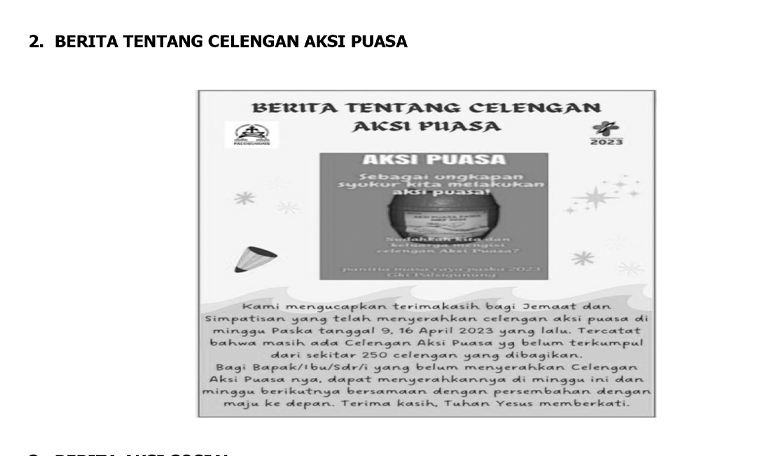 2. BERITA TENTANG CELENGAN AKSI PUASA
BERITA TENTANG CELENGAN
AKSI PUASA
2023
AKSI PUASA
Sebagai ungkapan
syukur kita melakukan
aksi puasa!
Sudahkah kita dan
keluarga mengisi
celengan Aksi Puasa?
panitia masa raya paska 2023
Gki Palsigunung
Kami mengucapkan terimakasih bagi Jemaat dan
Simpatisan yang telah menyerahkan celengan aksi puasa di
minggu Paska tanggal 9, 16 April 2023 yang lalu. Tercatat
bahwa masih ada Celengan Aksi Puasa yg belum terkumpul
dari sekitar 250 celengan yang dibagikan.
Bagi Bapak/Ibu/Sdr/i yang belum menyerahkan Celengan
Aksi Puasa nya, dapat menyerahkannya di minggu ini dan
minggu berikutnya bersamaan dengan persembahan dengan
maju ke depan. Terima kasih, Tuhan Yesus memberkati.